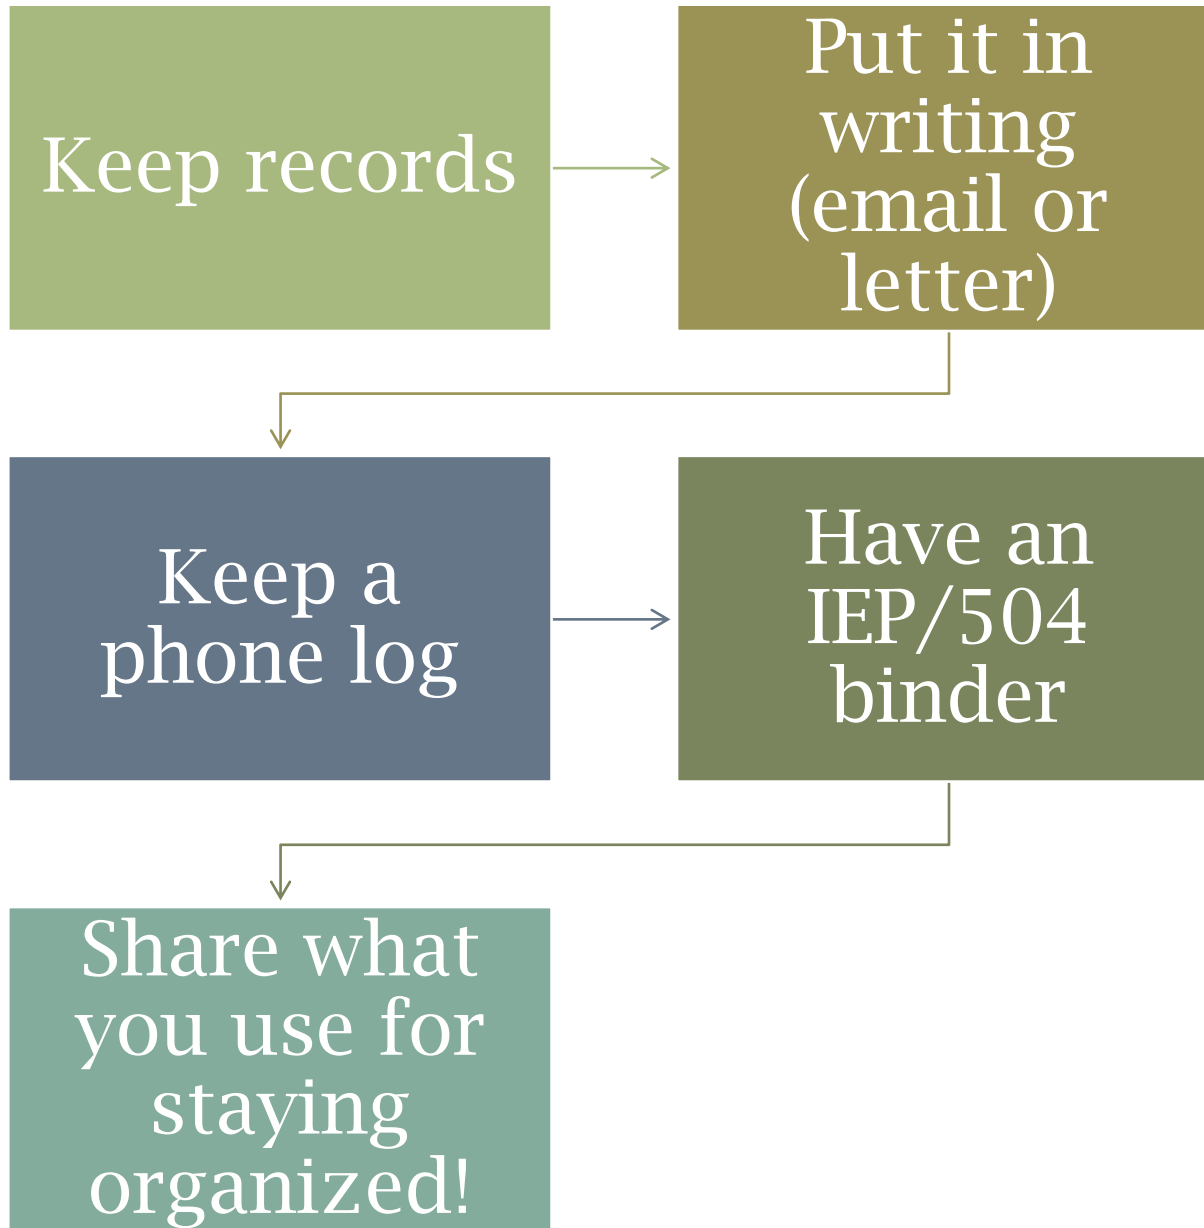 Keep records
Put it in
writing
(email or
letter)
Keep a
phone log
Have an
IEP/504
binder
Share what
you use for
staying
organized!